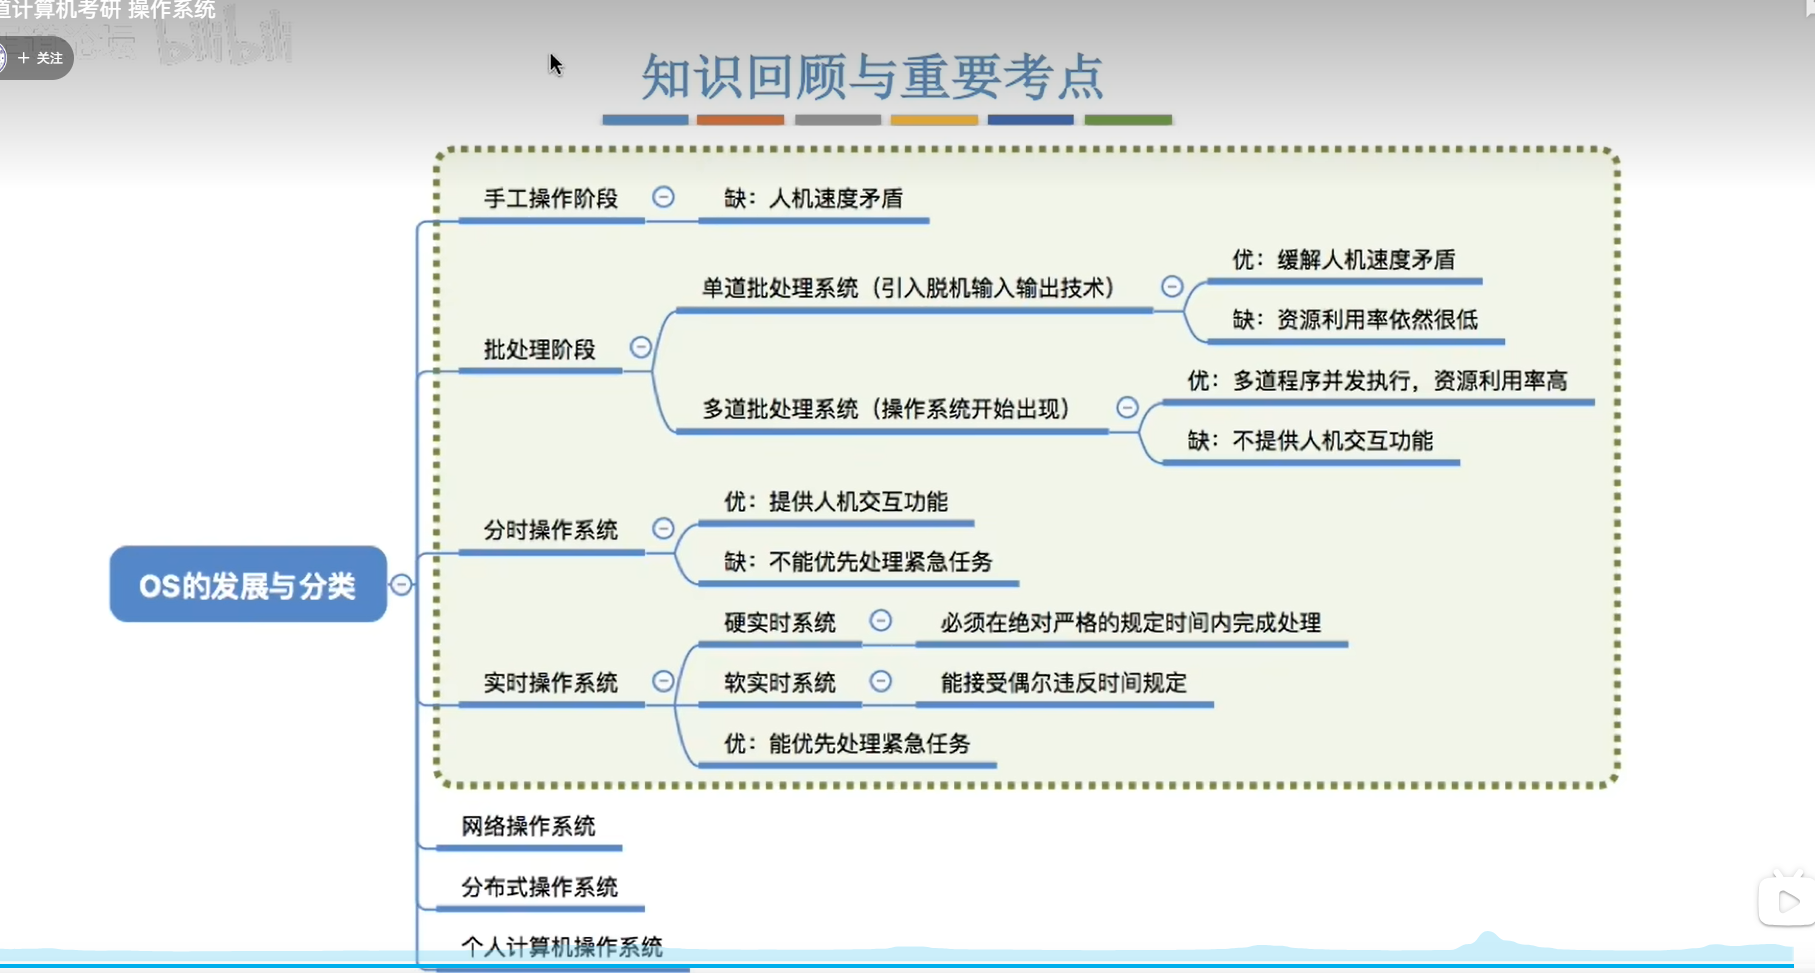 道计算机考研 操作系统
bilibili
+ 关注
知识回顾与重要考点
手工操作阶段
缺：人机速度矛盾
批处理阶段
单道批处理系统（引入脱机输入输出技术）
优：缓解人机速度矛盾
缺：资源利用率依然很低
多道批处理系统（操作系统开始出现）
优：多道程序并发执行，资源利用率高
缺：不提供人机交互功能
OS的发展与分类
分时操作系统
优：提供人机交互功能
缺：不能优先处理紧急任务
实时操作系统
硬实时系统
必须在绝对严格的规定时间内完成处理
软实时系统
能接受偶尔违反时间规定
优：能优先处理紧急任务
网络操作系统
分布式操作系统
个人计算机操作系统